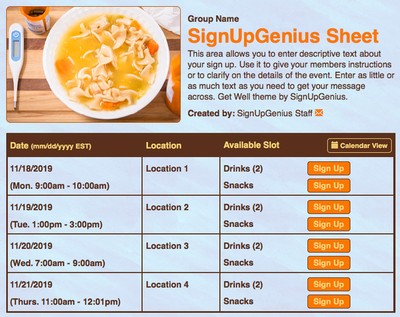 Group Name
SignUpGenius Sheet
This area allows you to enter descriptive text about
your sign up. Use it to give your members instructions
or to clarify on the details of the event. Enter as little or
as much text as you need to get your message
across. Get Well theme by SignUpGenius.
Created by: SignUpGenius Staff
Date (mm/dd/yyyy EST) Location Available Slot Calendar View
11/18/2019 Location 1 Drinks (2) Sign Up
(Mon. 9:00am - 10:00am) Snacks Sign Up
11/19/2019 Location 2 Drinks (2) Sign Up
(Tue. 1:00pm - 3:00pm) Snacks Sign Up
11/20/2019 Location 3 Drinks (2) Sign Up
(Wed. 7:00am - 9:00am) Snacks Sign Up
11/21/2019 Location 4 Drinks (2) Sign Up
(Thurs. 11:00am - 12:01pm) Snacks Sign Up